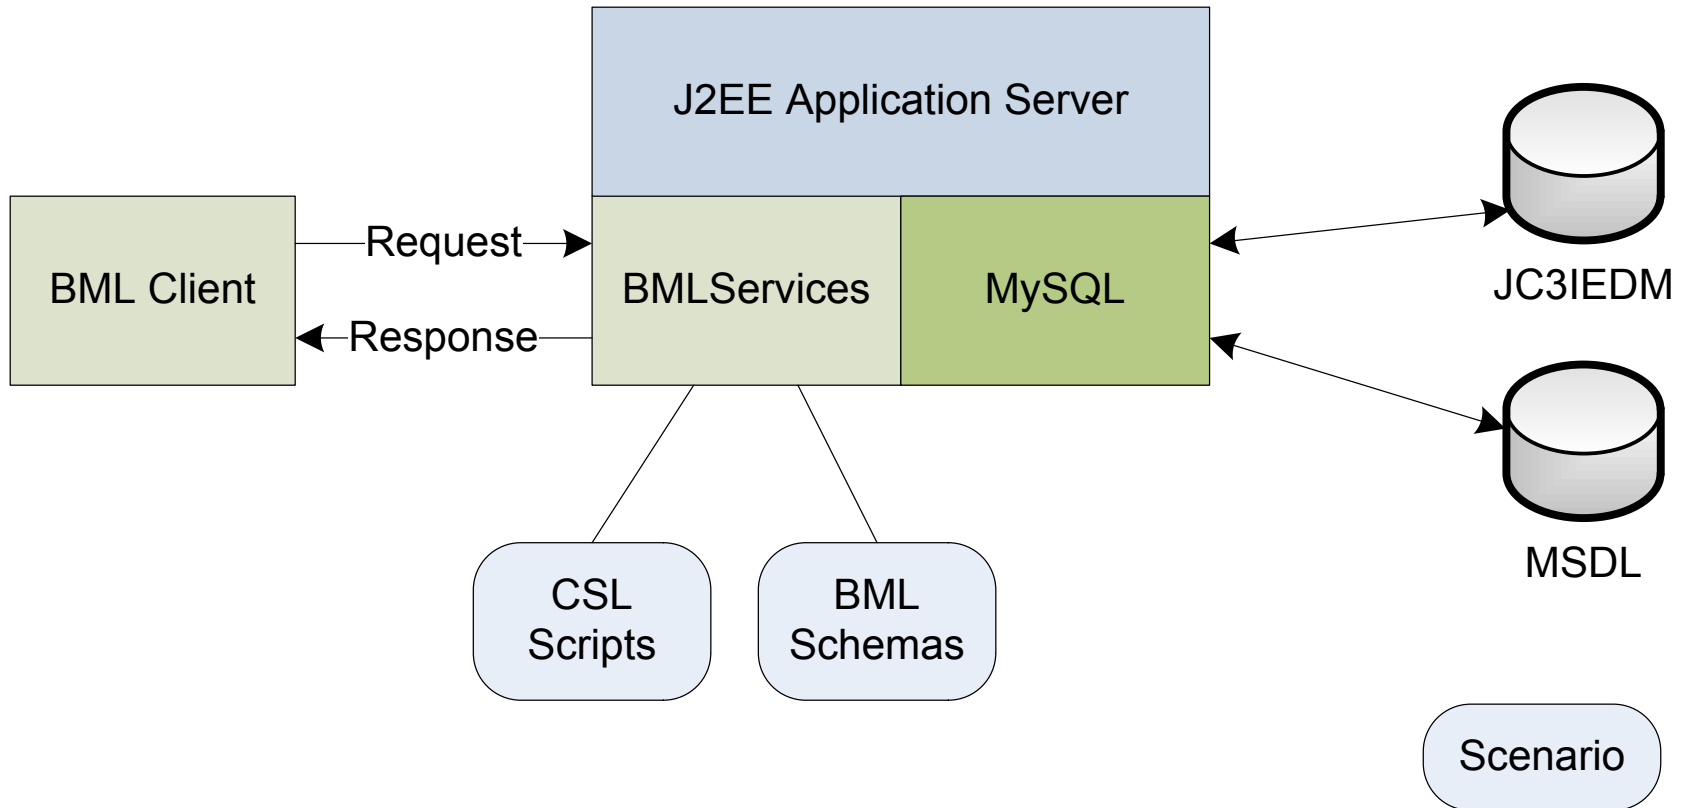 J2EE Application Server
BML Client
Request
Response
BMLServices
MySQL
JC3IEDM
MSDL
CSL
Scripts
BML
Schemas
Scenario